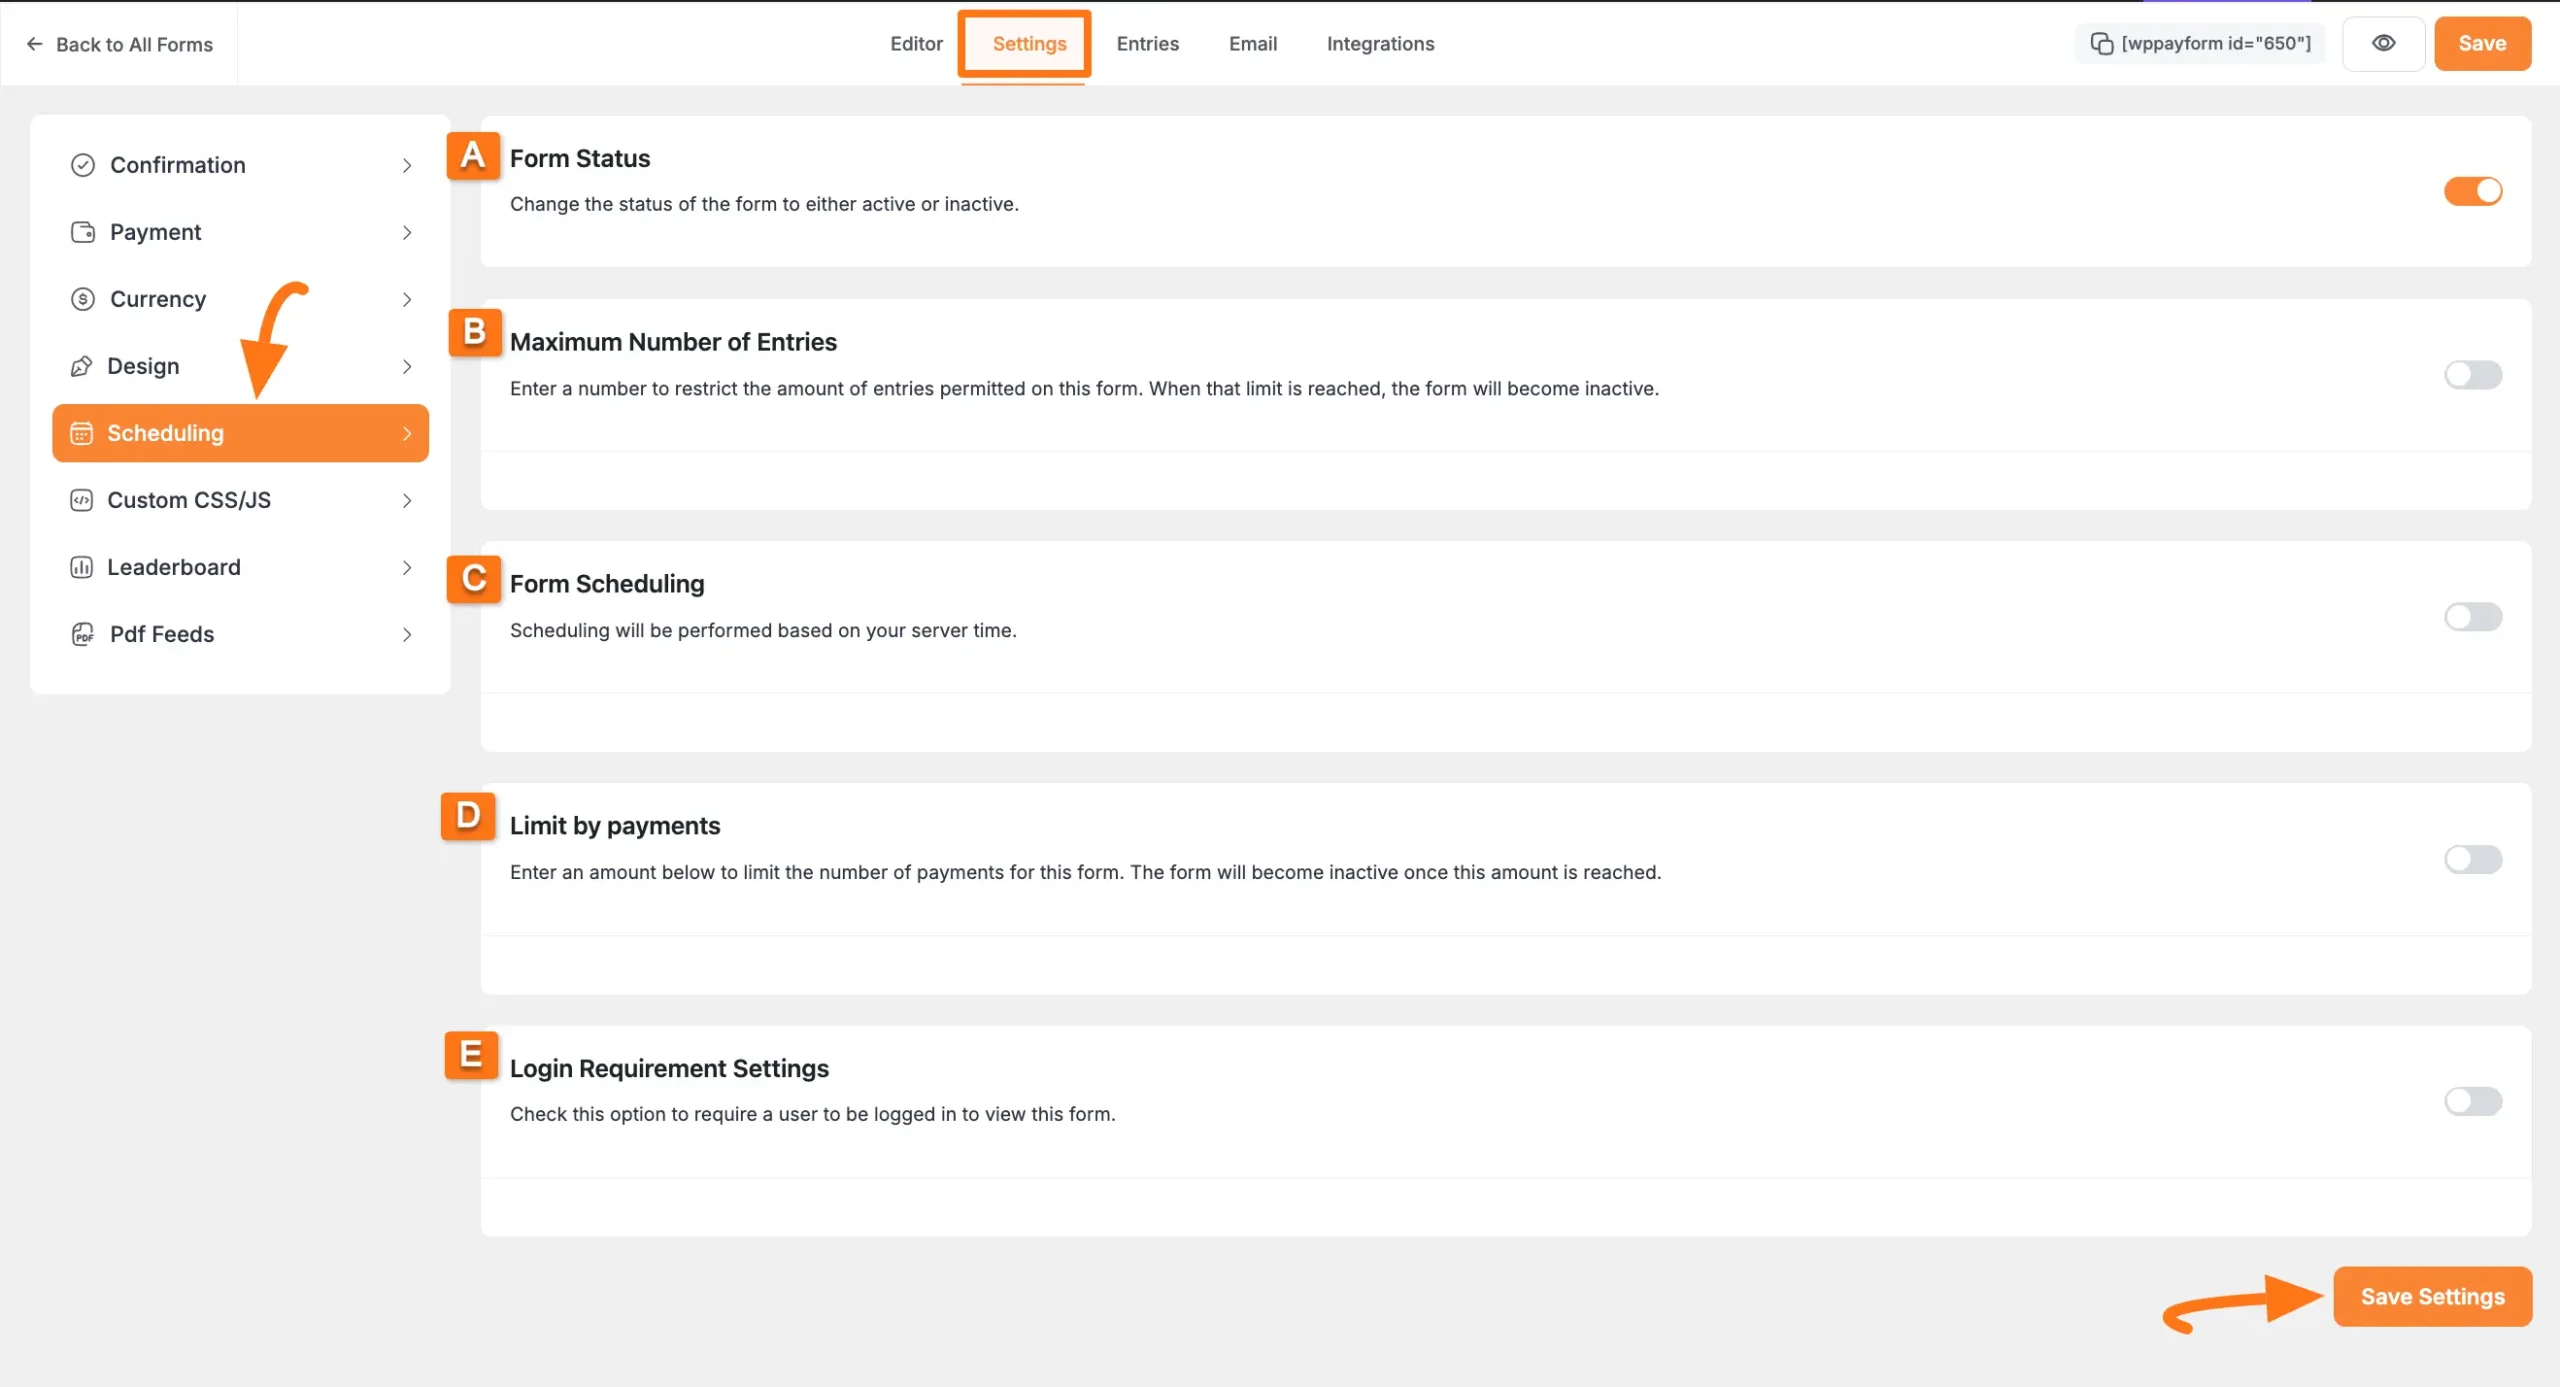 Back to All Forms
Editor
Settings
Entries
Email
Integrations
[wppayform id="650"]
Save
Confirmation
Payment
Currency
Design
Scheduling
Custom CSS/JS
Leaderboard
PDF
Pdf Feeds
A
Form Status
Change the status of the form to either active or inactive.
B
Maximum Number of Entries
Enter a number to restrict the amount of entries permitted on this form. When that limit is reached, the form will become inactive.
C
Form Scheduling
Scheduling will be performed based on your server time.
D
Limit by payments
Enter an amount below to limit the number of payments for this form. The form will become inactive once this amount is reached.
E
Login Requirement Settings
Check this option to require a user to be logged in to view this form.
Save Settings